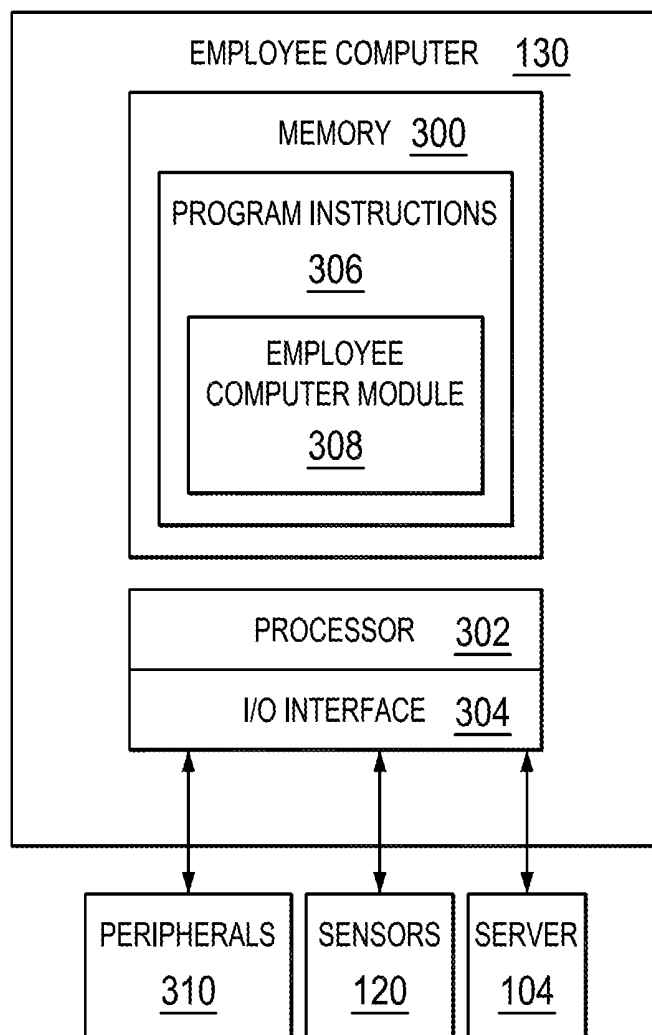 EMPLOYEE COMPUTER 130
MEMORY 300
PROGRAM INSTRUCTIONS
306
EMPLOYEE
COMPUTER MODULE
308
PROCESSOR 302
I/O INTERFACE 304
PERIPHERALS
310
SENSORS
120
SERVER
104